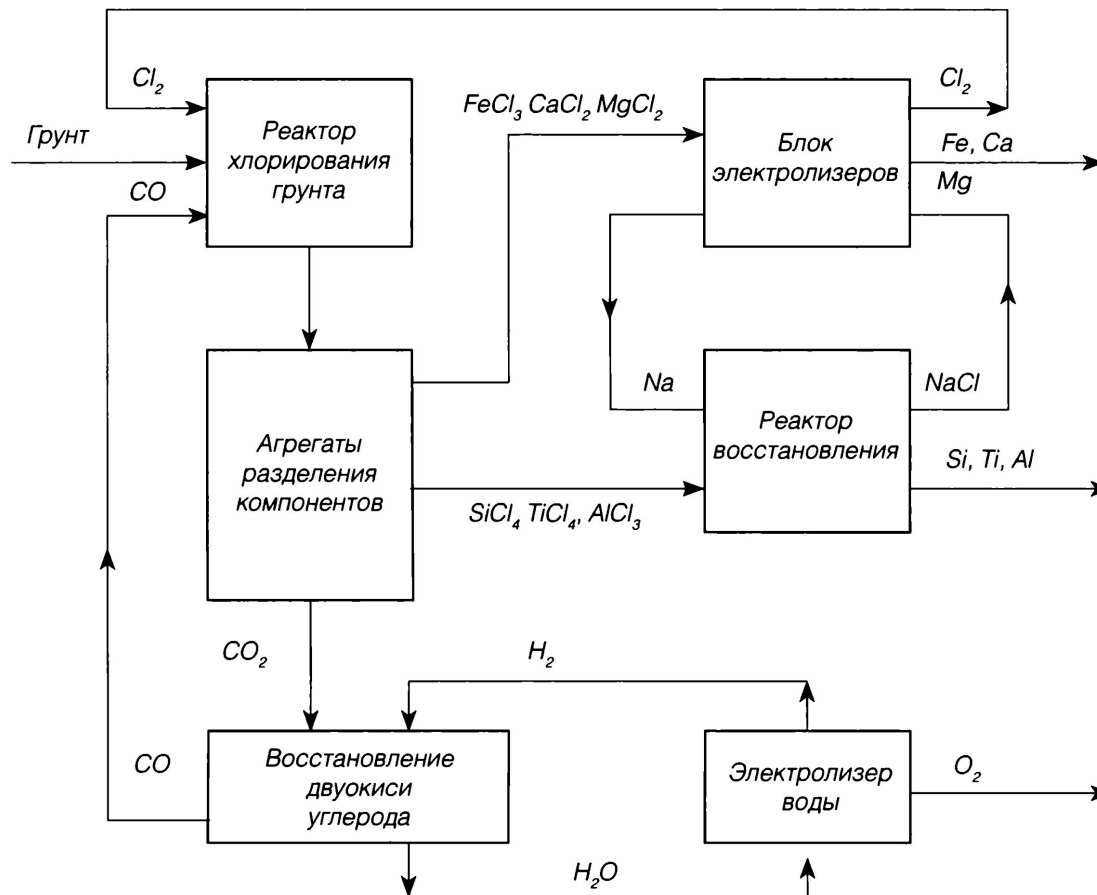 Cl₂
Cl₂
FeCl₃ CaCl₂ MgCl₂
Грунт
Реактор
хлорирования
грунта
Блок
электролизеров
Fe, Ca
Mg
CO
Na
NaCl
Реактор
восстановления
Агрегаты
разделения
компонентов
Si, Ti, Al
SiCl₄ TiCl₄, AlCl₃
CO₂
H₂
CO
Восстановление
двуокиси
углерода
Электролизер
воды
O₂
H₂O